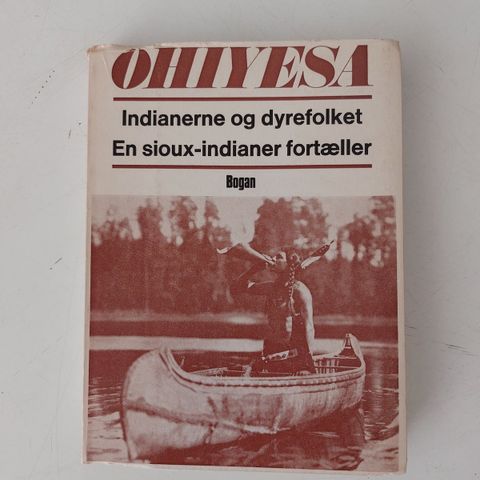 OHIYESA
Indianerne og dyrefolket
En sioux-indianer fortæller
Bogan